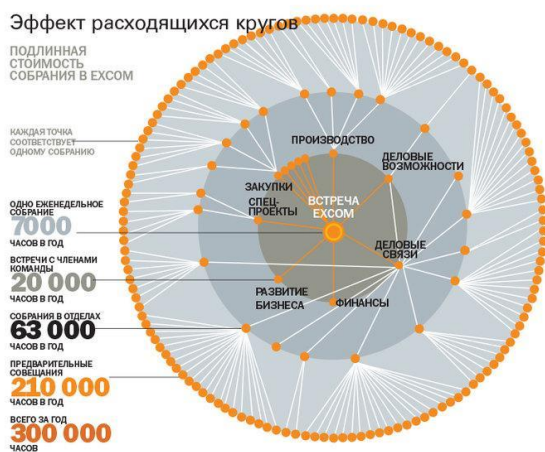 Эффект расходящихся кругов
ПОДЛИННАЯ
СТОИМОСТЬ
СОБРАНИЯ В EXCOM
КАЖДАЯ ТОЧКА
СООТВЕТСТВУЕТ
ОДНОМУ СОБРАНИЮ
ПРОИЗВОДСТВО
ДЕЛОВЫЕ
ВОЗМОЖНОСТИ
ЗАКУПКИ
СПЕЦ-
ПРОЕКТЫ
ВСТРЕЧА
EXCOM
ДЕЛОВЫЕ
СВЯЗИ
РАЗВИТИЕ
БИЗНЕСА
ФИНАНСЫ
ОДНО ЕЖЕНЕДЕЛЬНОЕ
СОБРАНИЕ
7000
ЧАСОВ В ГОД
ВСТРЕЧИ С ЧЛЕНАМИ
КОМАНДЫ
20 000
ЧАСОВ В ГОД
СОБРАНИЯ В ОТДЕЛАХ
63 000
ЧАСОВ В ГОД
ПРЕДВАРИТЕЛЬНЫЕ
СОВЕЩАНИЯ
210 000
ЧАСОВ В ГОД
ВСЕГО ЗА ГОД
300 000
ЧАСОВ